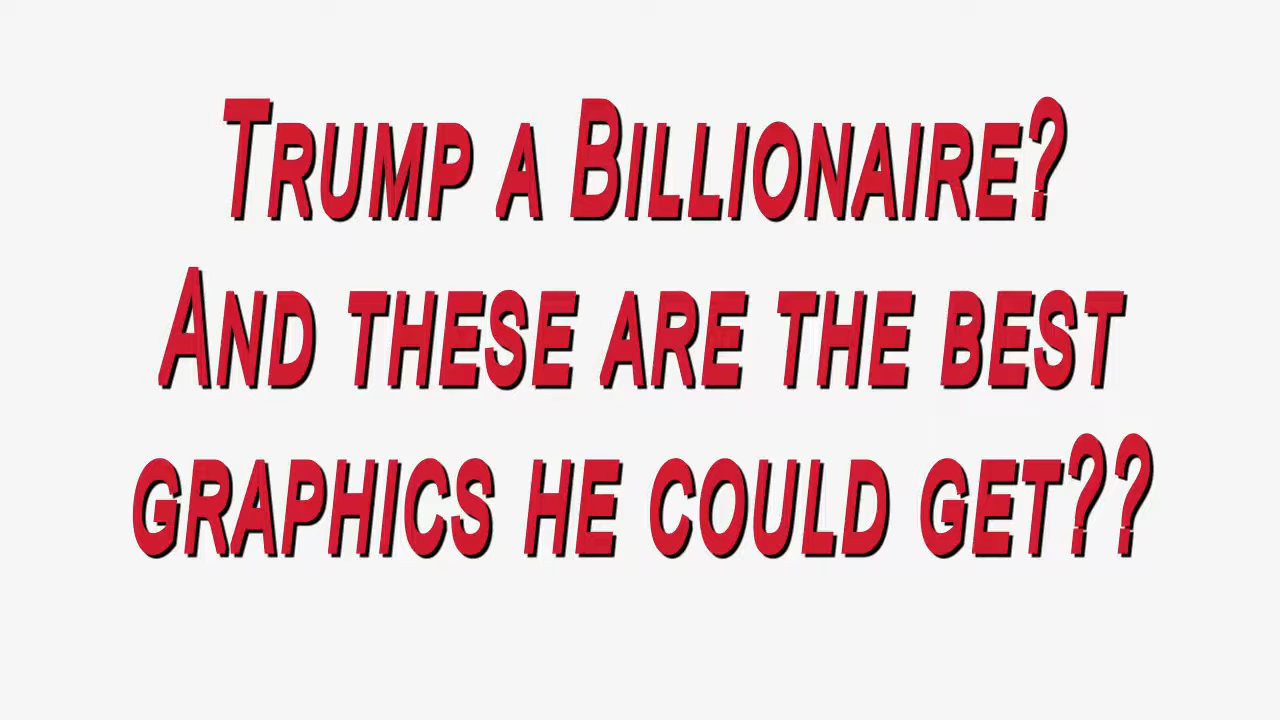 Trump a Billionaire?
And these are the best
graphics he could get??